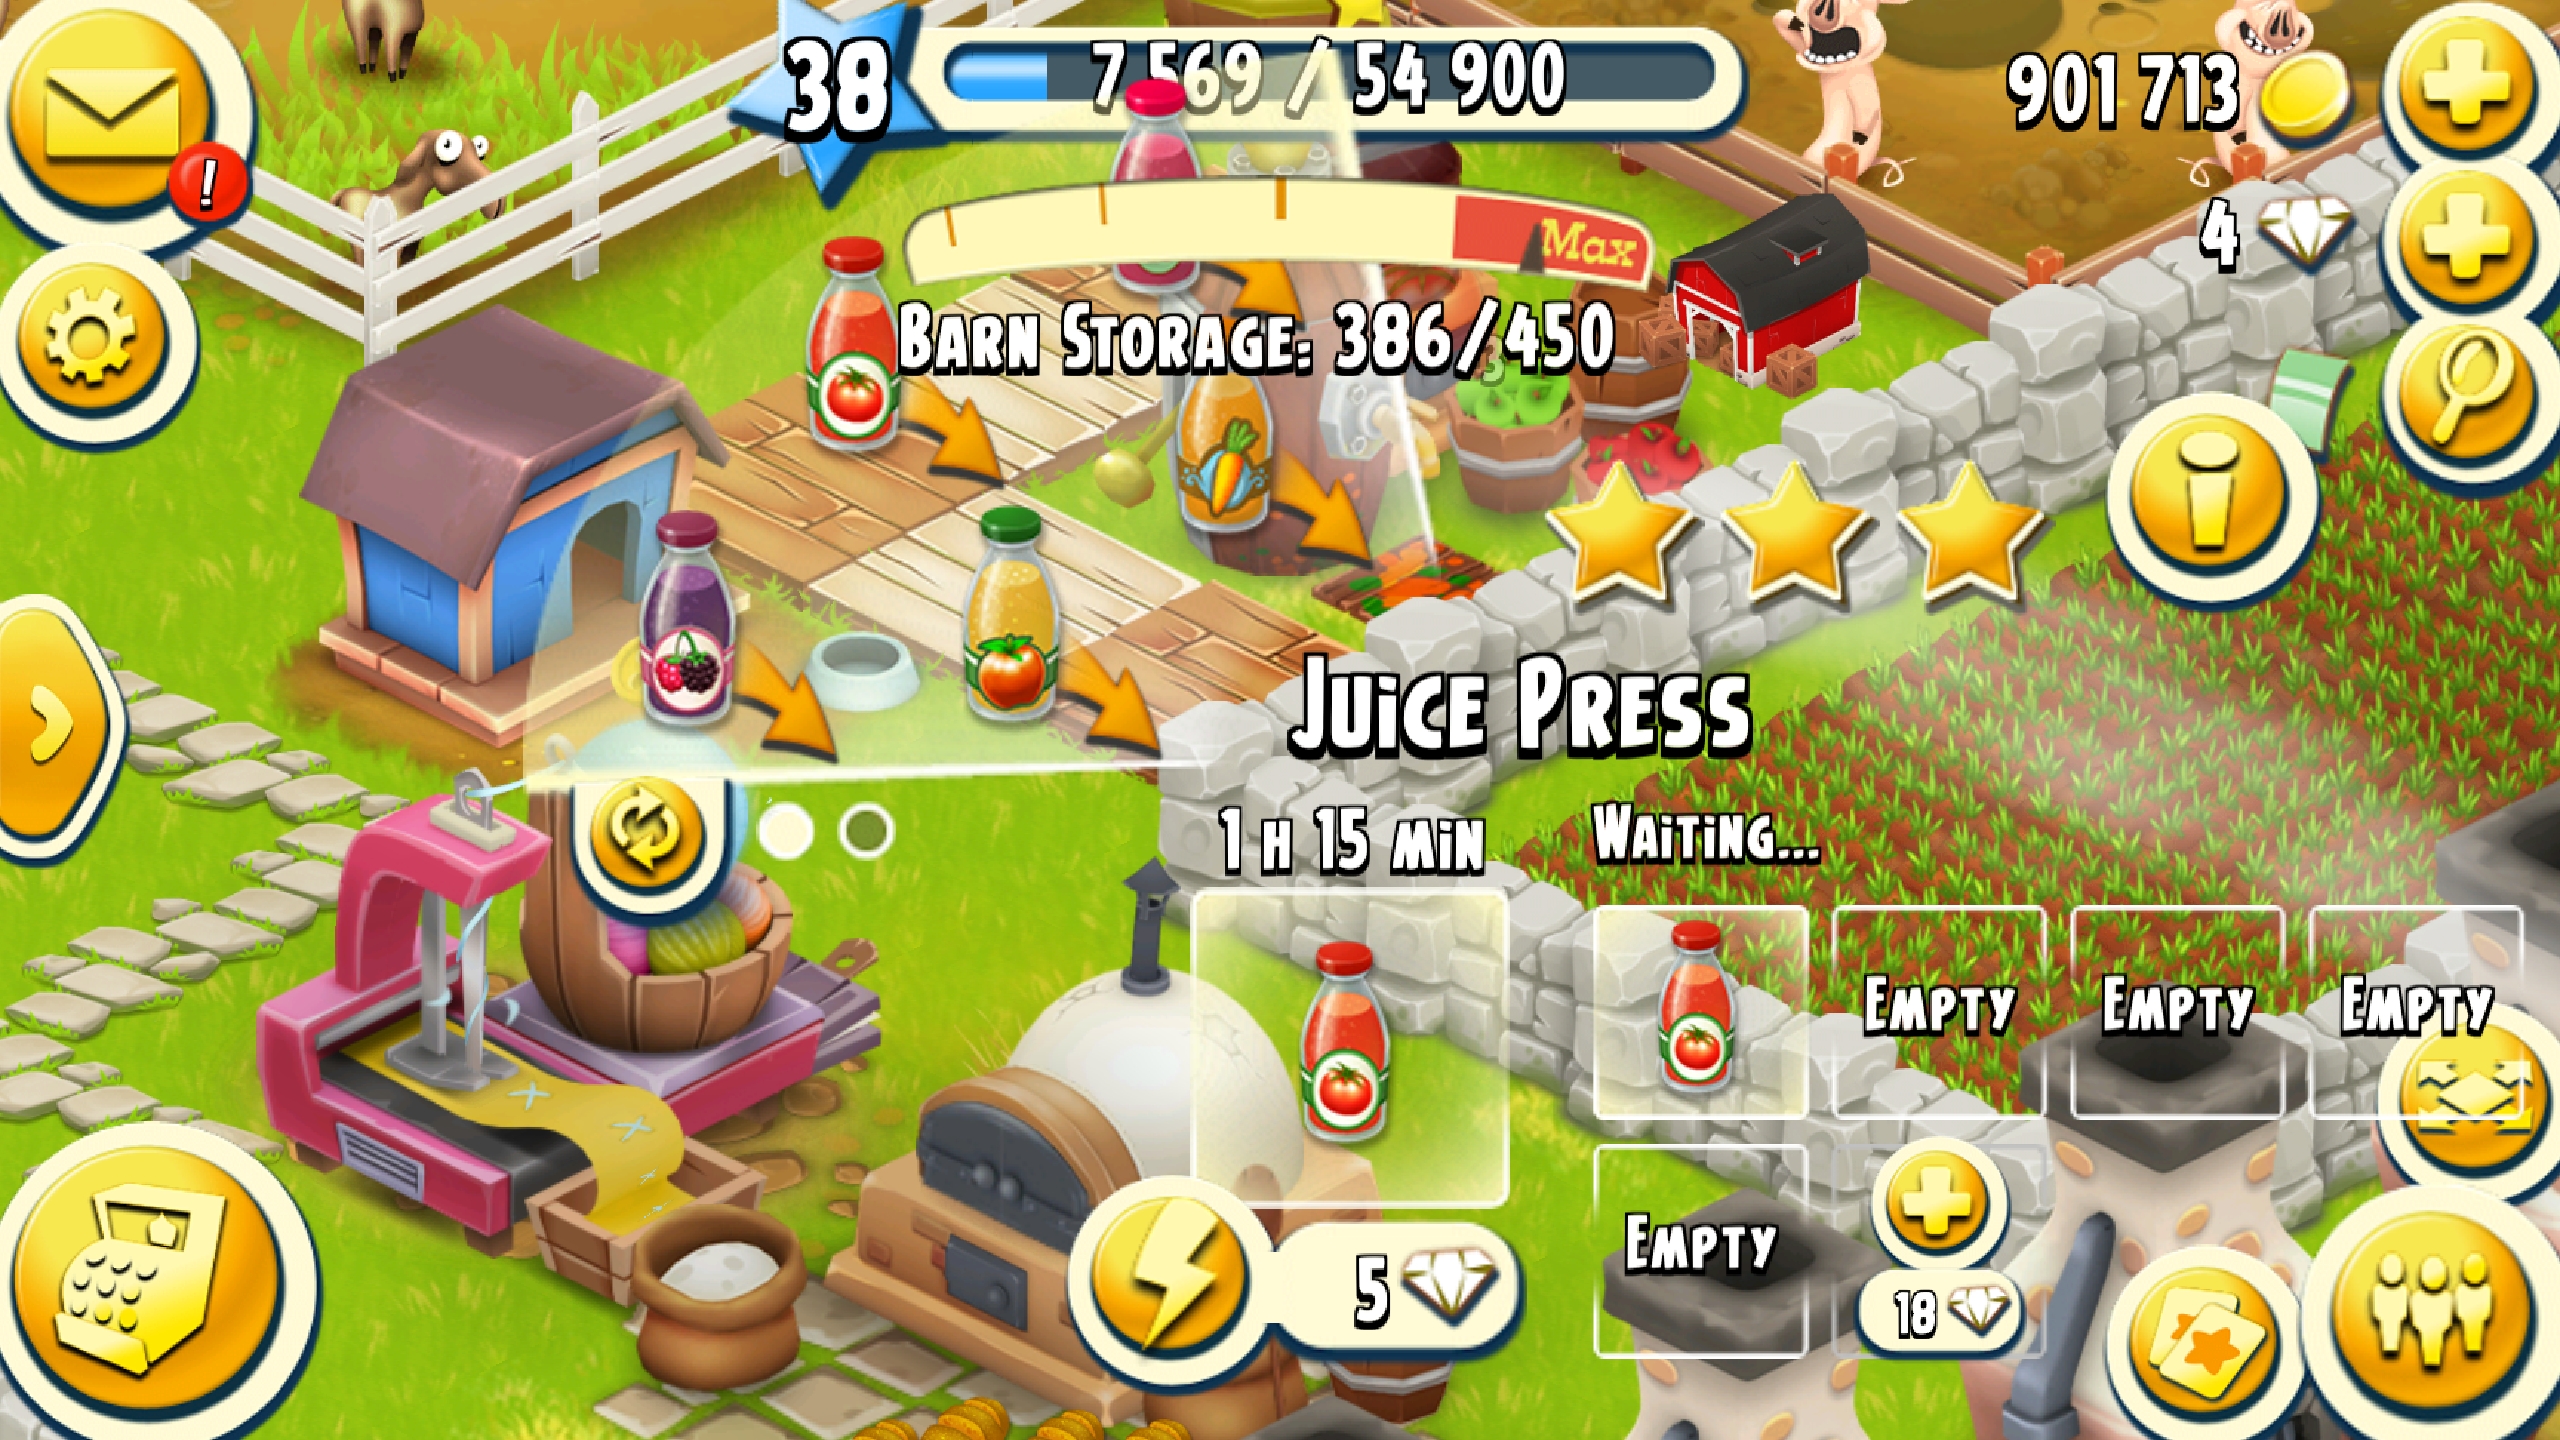 38
7 569 / 54 900
901 713
!
4
Max
Barn Storage: 386/450
Juice Press
1 h 15 min
Waiting...
Empty
Empty
Empty
Empty
5
18